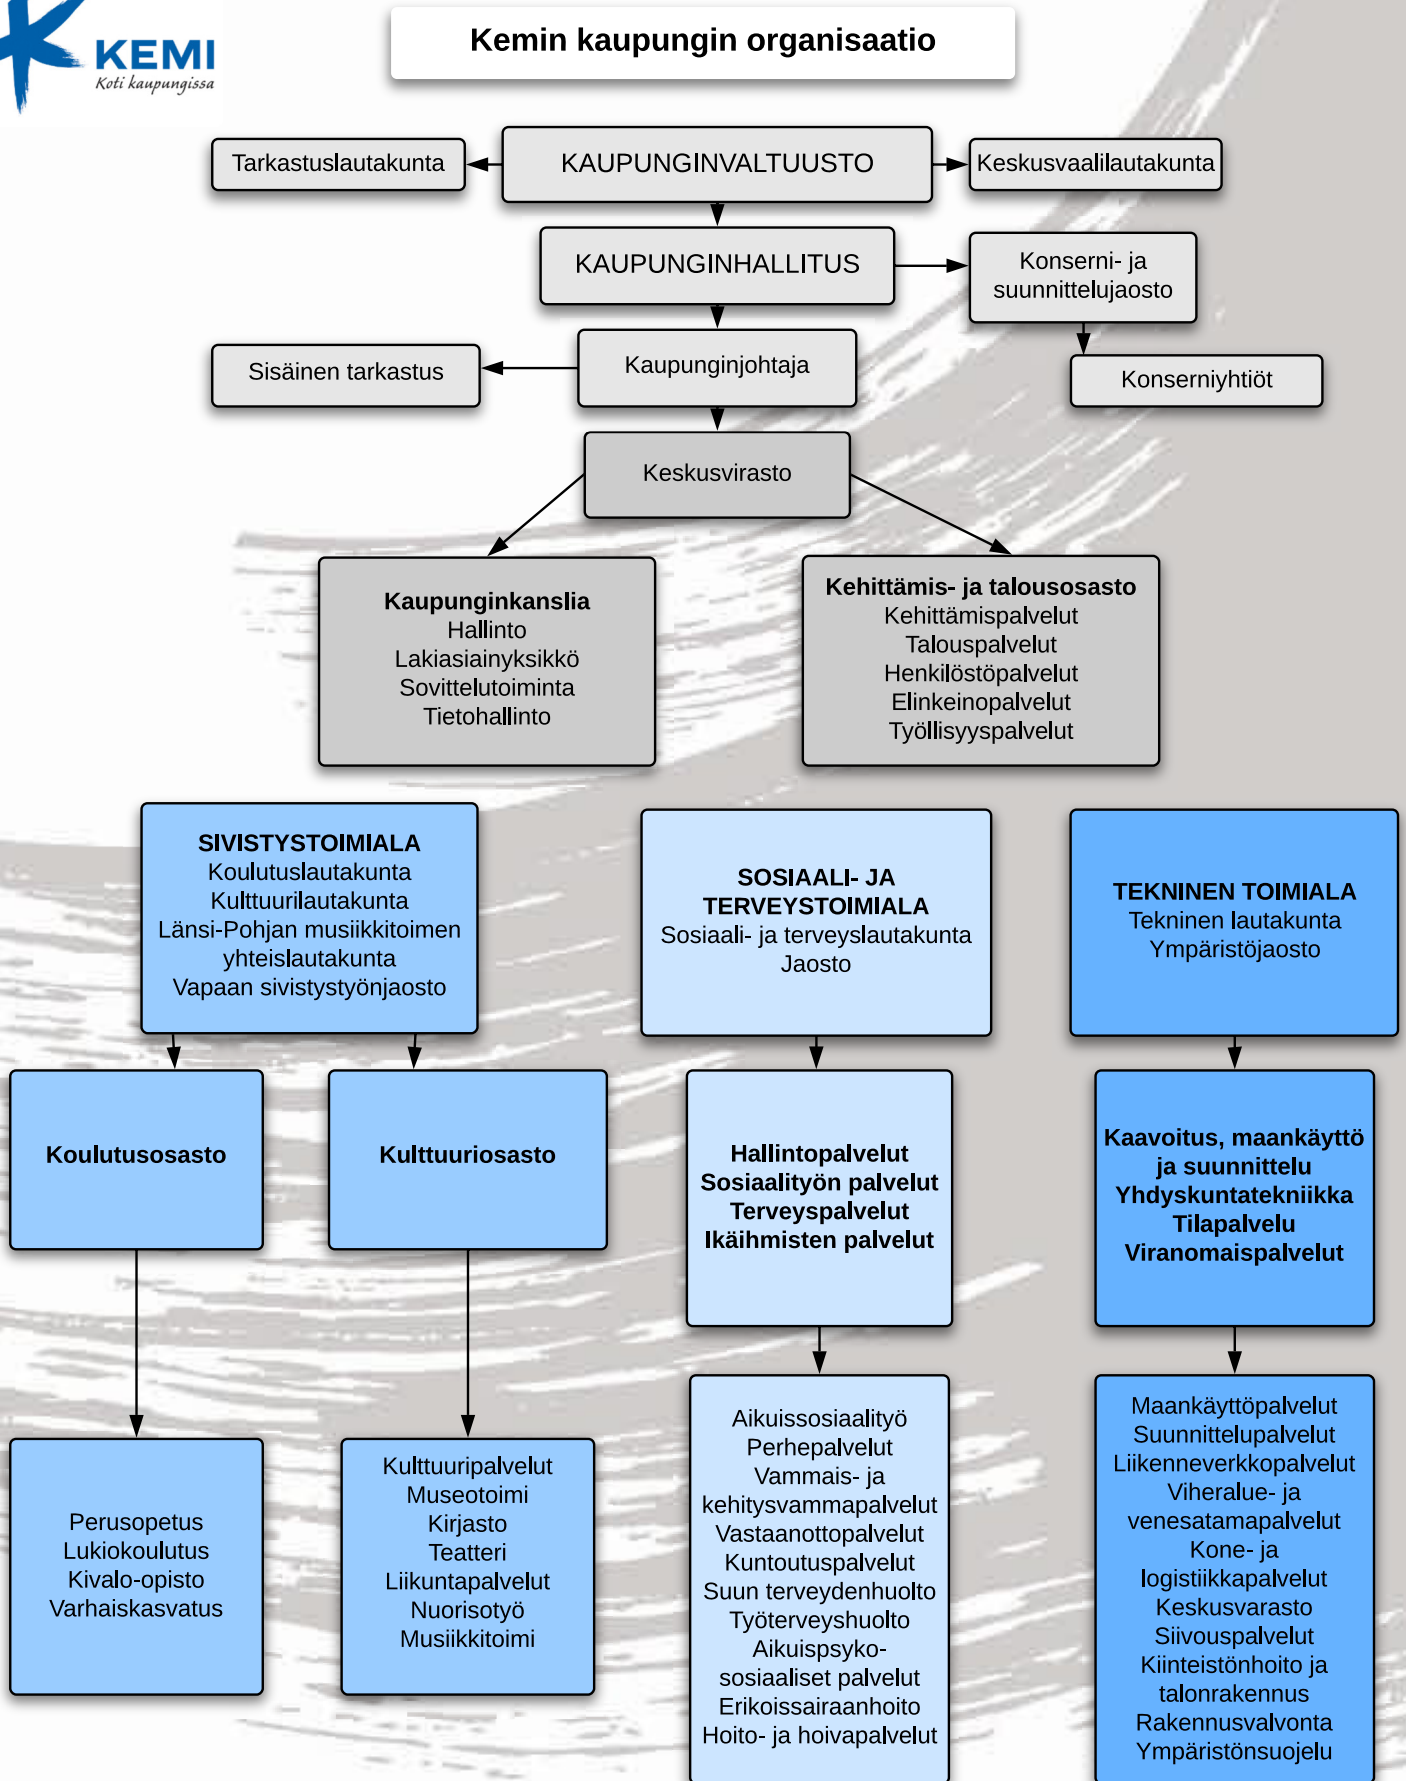 KEMI
Koti kaupungissa
Kemin kaupungin organisaatio
Tarkastuslautakunta
KAUPUNGINVALTUUSTO
Keskusvaalilautakunta
KAUPUNGINHALLITUS
Konserni- ja
suunnittelujaosto
Sisäinen tarkastus
Kaupunginjohtaja
Konserniyhtiöt
Keskusvirasto
Kaupunginkanslia
Hallinto
Lakiasiainyksikkö
Sovittelutoiminta
Tietohallinto
Kehittämis- ja talousosasto
Kehittämispalvelut
Talouspalvelut
Henkilöstöpalvelut
Elinkeinopalvelut
Työllisyyspalvelut
SIVISTYSTOIMIALA
Koulutuslautakunta
Kulttuurilautakunta
Länsi-Pohjan musiikkitoimen
yhteislautakunta
Vapaan sivistystyönjaosto
SOSIAALI- JA
TERVEYSTOIMIALA
Sosiaali- ja terveyslautakunta
Jaosto
TEKNINEN TOIMIALA
Tekninen lautakunta
Ympäristöjaosto
Koulutusosasto
Kulttuuriosasto
Hallintopalvelut
Sosiaalityön palvelut
Terveyspalvelut
Ikäihmisten palvelut
Kaavoitus, maankäyttö
ja suunnittelu
Yhdyskuntatekniikka
Tilapalvelu
Viranomaispalvelut
Perusopetus
Lukiokoulutus
Kivalo-opisto
Varhaiskasvatus
Kulttuuripalvelut
Museotoimi
Kirjasto
Teatteri
Liikuntapalvelut
Nuorisotyö
Musiikkitoimi
Aikuissosiaalityö
Perhepalvelut
Vammais- ja
kehitysvammapalvelut
Vastaanottopalvelut
Kuntoutuspalvelut
Suun terveydenhuolto
Työterveyshuolto
Aikuispsyko-
sosiaaliset palvelut
Erikoissairaanhoito
Hoito- ja hoivapalvelut
Maankäyttöpalvelut
Suunnittelupalvelut
Liikenneverkkopalvelut
Viheralue- ja
venesatamapalvelut
Kone- ja
logistiikkapalvelut
Keskusvarasto
Siivouspalvelut
Kiinteistönhoito ja
talonrakennus
Rakennusvalvonta
Ympäristönsuojelu